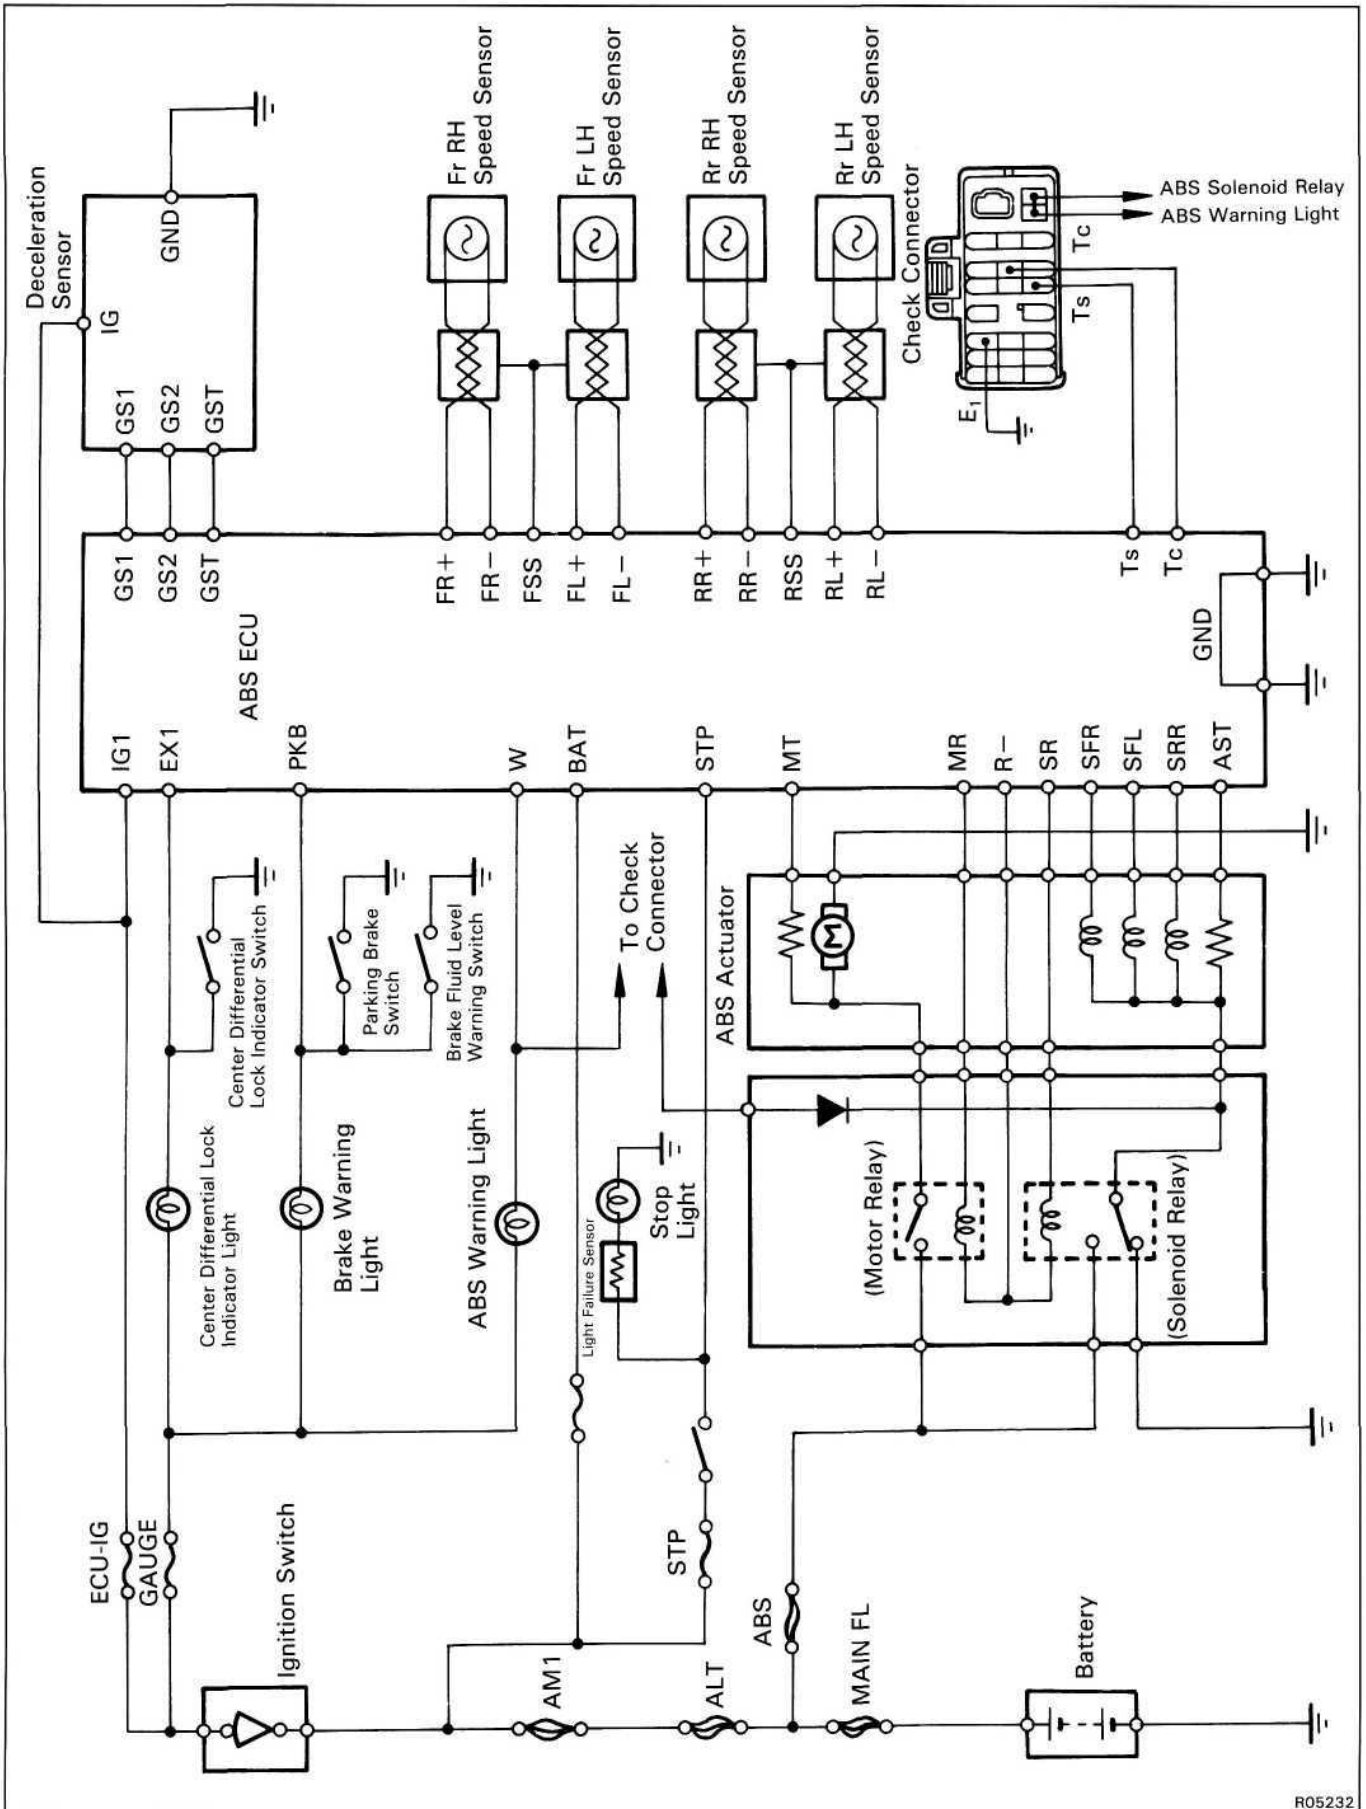 Deceleration
Sensor
IG
GND
GS1
GS2
GST
Fr RH
Speed Sensor
Fr LH
Speed Sensor
Rr RH
Speed Sensor
Rr LH
Speed Sensor
Check Connector
ABS Solenoid Relay
ABS Warning Light
Tc
Ts
E1
GS1
GS2
GST
FR+
FR−
FSS
FL+
FL−
RR+
RR−
RSS
RL+
RL−
Ts
Tc
ABS ECU
GND
IG1
EX1
PKB
W
BAT
STP
MT
MR
R−
SR
SFR
SFL
SRR
AST
Center Differential
Lock Indicator Switch
Parking Brake
Switch
Brake Fluid Level
Warning Switch
To Check
Connector
ABS Actuator
M
Center Differential Lock
Indicator Light
Brake Warning
Light
ABS Warning Light
Light Failure Sensor
Stop
Light
(Motor Relay)
(Solenoid Relay)
ECU-IG
GAUGE
Ignition Switch
STP
ABS
AM1
ALT
MAIN FL
Battery
R05232